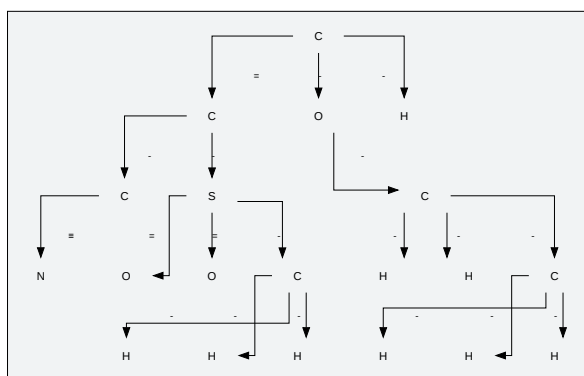 C
= - -
C O H
- - -
C S C
≡ = = - - - -
N O O C H H C
- - - - - -
H H H H H H